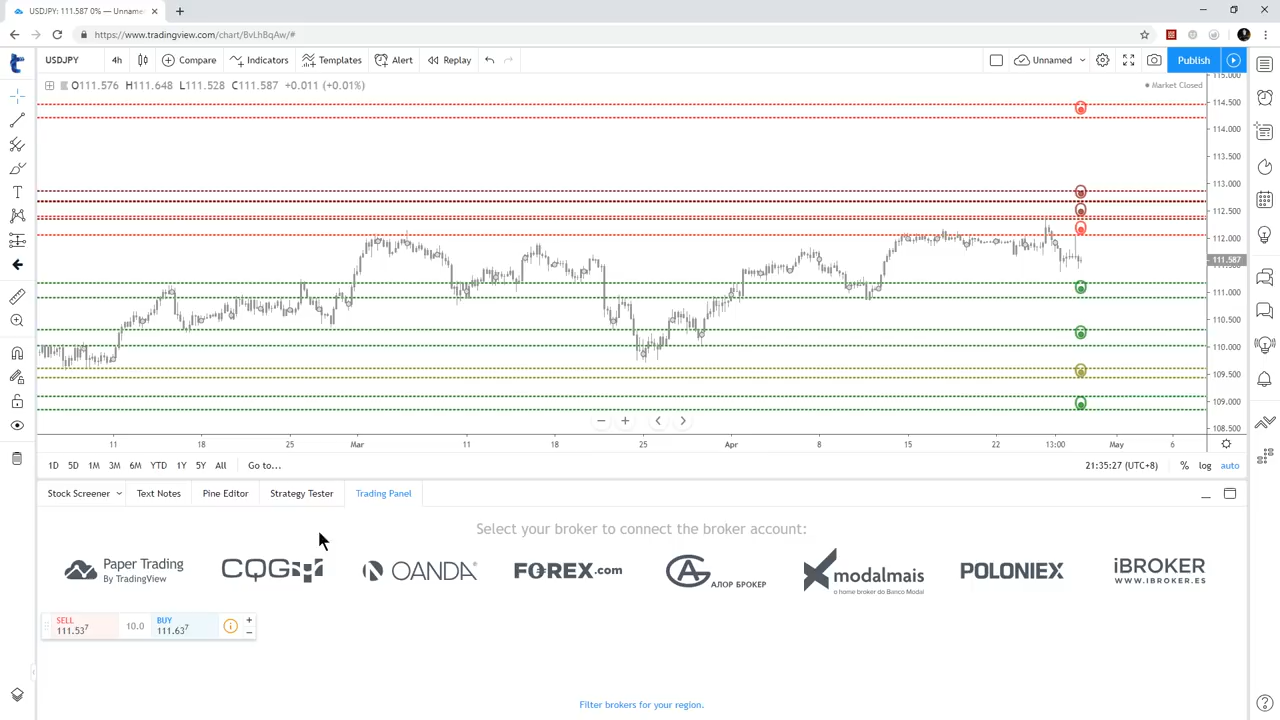 USDJPY: 111.587 0% — Unname
https://www.tradingview.com/chart/BvLhBqAw/#
USDJPY 4h Compare Indicators Templates Alert Replay Unnamed Publish
O111.576 H111.648 L111.528 C111.587 +0.011 (+0.01%)
Market Closed
115.000
114.500
114.000
113.500
113.000
112.500
112.000
111.587
111.000
110.500
110.000
109.500
109.000
108.500
11 18 25 Mar 11 18 25 Apr 8 15 22 13:00 May 6
1D 5D 1M 3M 6M YTD 1Y 5Y All Go to... 21:35:27 (UTC+8) % log auto
Stock Screener Text Notes Pine Editor Strategy Tester Trading Panel
Select your broker to connect the broker account:
Paper Trading
By TradingView
CQG
OANDA
FOREX.com
АЛОР БРОКЕР
modalmais
o home broker do Banco Modal
POLONIEX
iBROKER
WWW.IBROKER.ES
SELL
111.537
10.0
BUY
111.637
Filter brokers for your region.